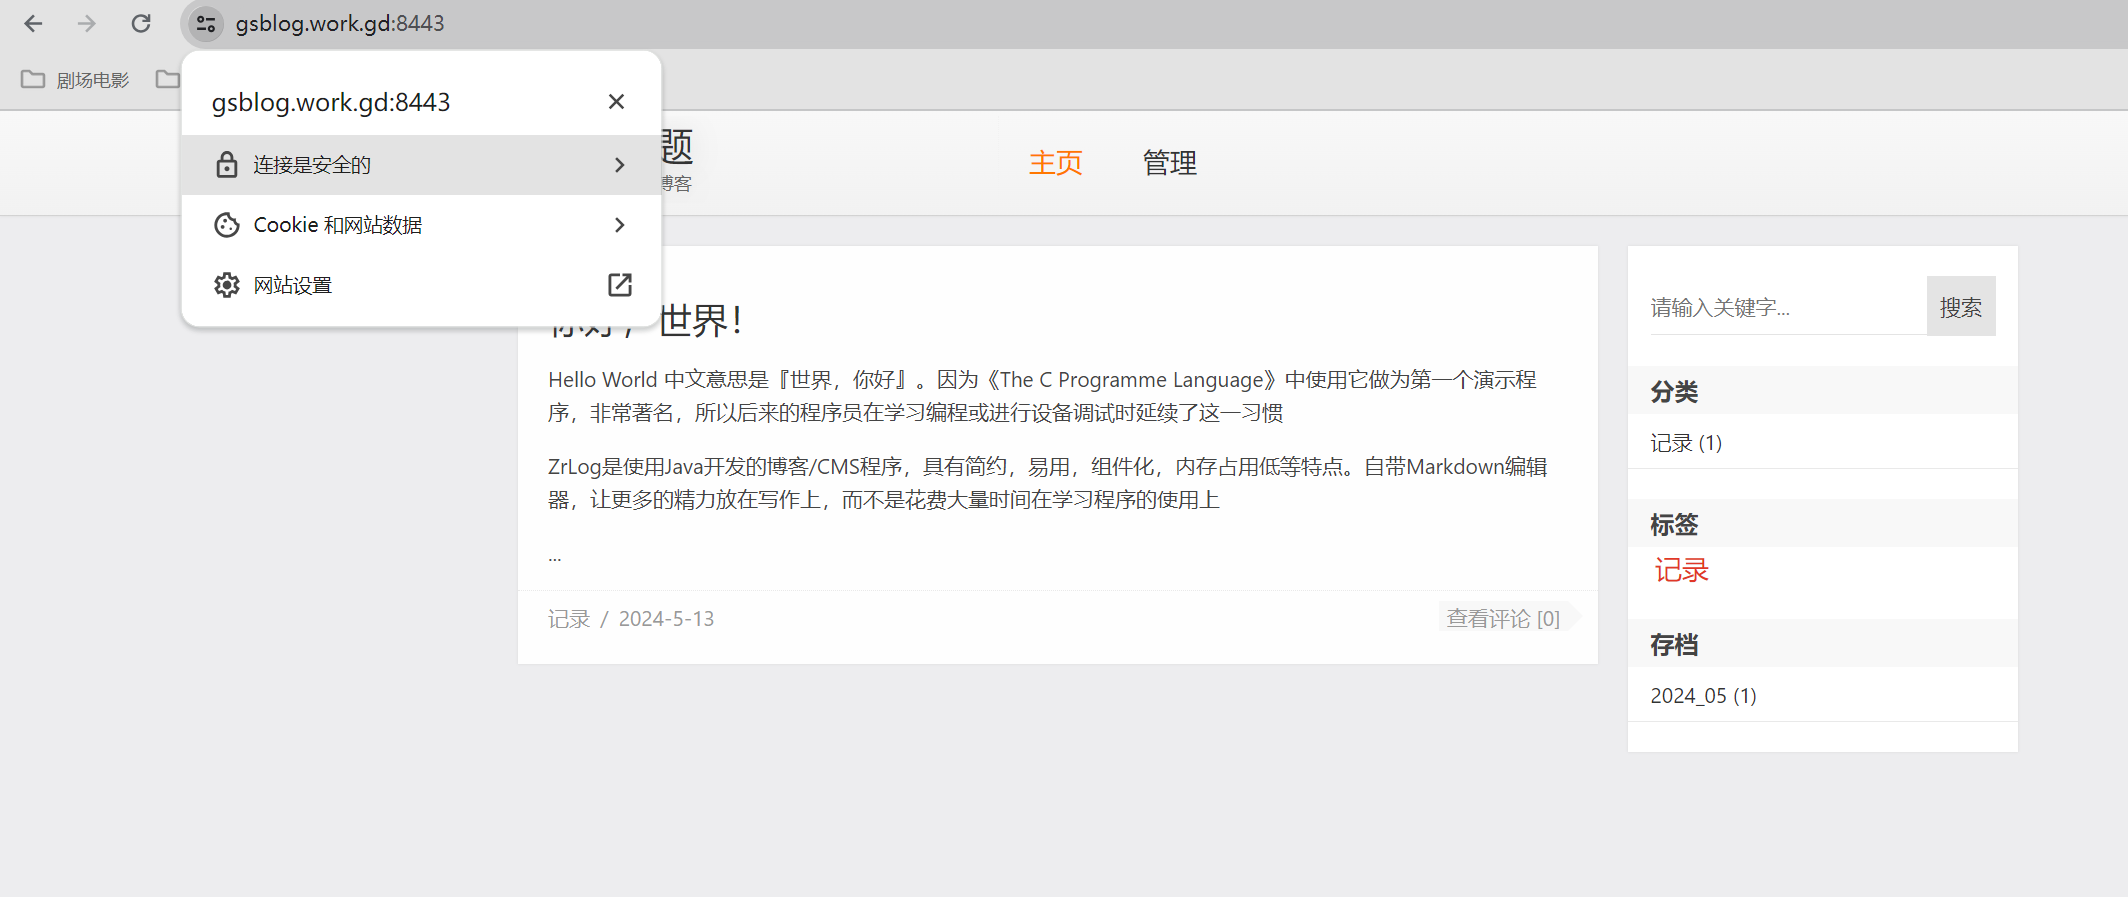 gsblog.work.gd:8443
剧场电影
gsblog.work.gd:8443
连接是安全的
Cookie 和网站数据
网站设置
题
博客
主页
管理
你好，世界！
Hello World 中文意思是『世界，你好』。因为《The C Programme Language》中使用它做为第一个演示程
序，非常著名，所以后来的程序员在学习编程或进行设备调试时延续了这一习惯
ZrLog是使用Java开发的博客/CMS程序，具有简约，易用，组件化，内存占用低等特点。自带Markdown编辑
器，让更多的精力放在写作上，而不是花费大量时间在学习程序的使用上
...
记录 / 2024-5-13
查看评论 [0]
请输入关键字...
搜索
分类
记录 (1)
标签
记录
存档
2024_05 (1)